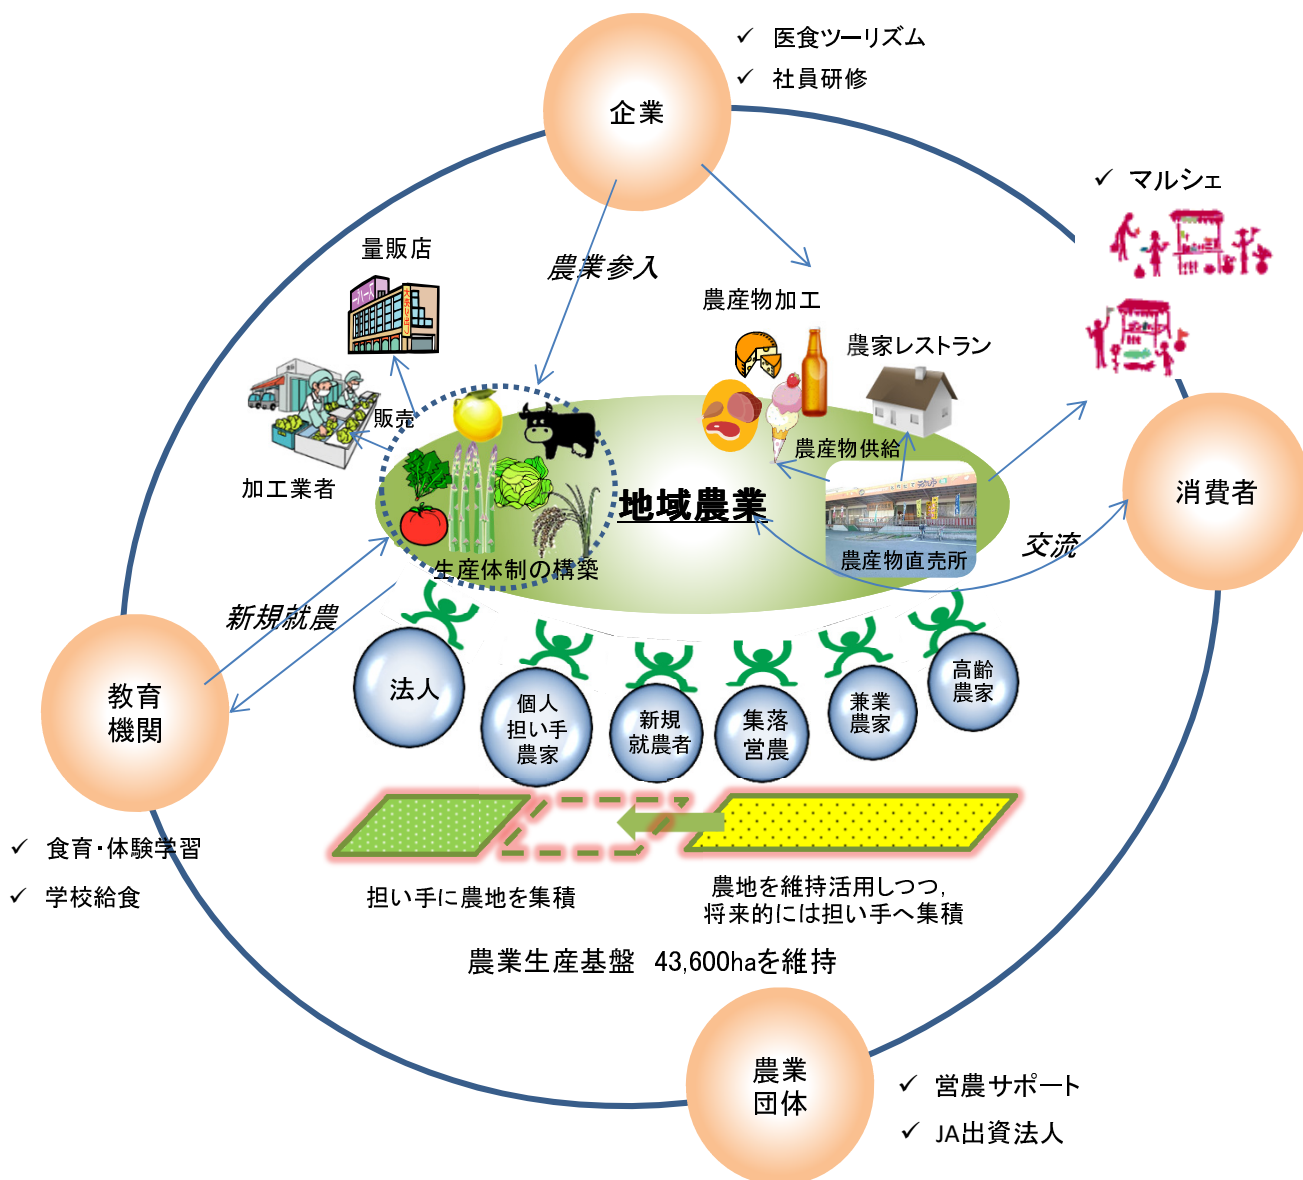 ✓ 医食ツーリズム
✓ 社員研修
企業
✓ マルシェ
量販店
農業参入
農産物加工
農家レストラン
販売
農産物供給
加工業者
地域農業
消費者
交流
農産物直売所
生産体制の構築
新規就農
教育
機関
法人
個人
担い手
農家
新規
就農者
集落
営農
兼業
農家
高齢
農家
✓ 食育・体験学習
✓ 学校給食
担い手に農地を集積
農地を維持活用しつつ,
将来的には担い手へ集積
農業生産基盤 43,600haを維持
農業
団体
✓ 営農サポート
✓ JA出資法人